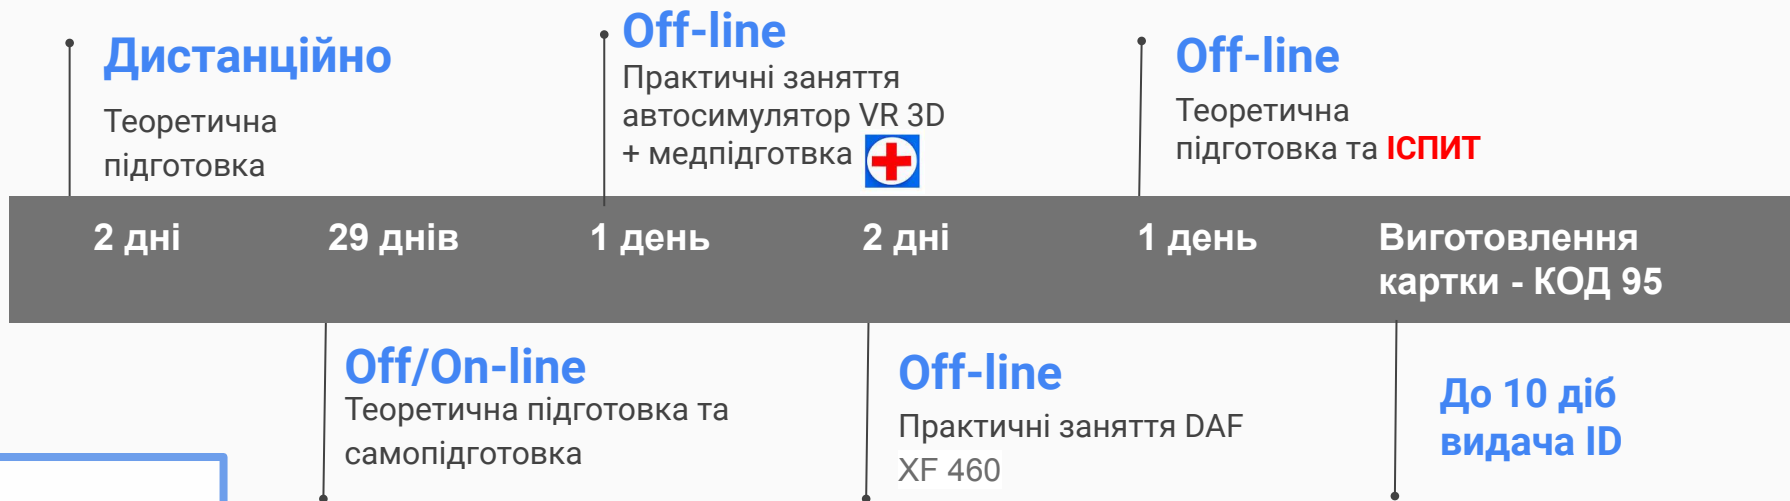 Дистанційно
Теоретична
підготовка
Off-line
Практичні заняття
автосимулятор VR 3D
+ медпідготвка
Off-line
Теоретична
підготовка та ІСПИТ
2 дні
29 днів
1 день
2 дні
1 день
Виготовлення
картки - КОД 95
Off/On-line
Теоретична підготовка та
самопідготовка
Off-line
Практичні заняття DAF
XF 460
До 10 діб
видача ID